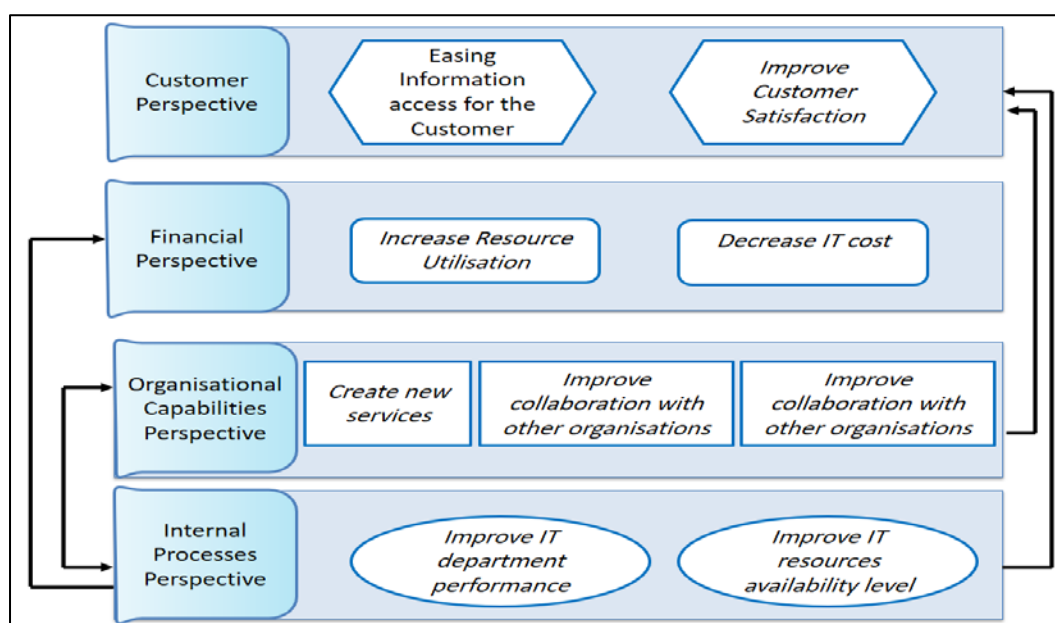 Customer
Perspective
Easing
Information
access for the
Customer
Improve
Customer
Satisfaction
Financial
Perspective
Increase Resource
Utilisation
Decrease IT cost
Organisational
Capabilities
Perspective
Create new
services
Improve
collaboration with
other organisations
Improve
collaboration with
other organisations
Internal
Processes
Perspective
Improve IT
department
performance
Improve IT
resources
availability level